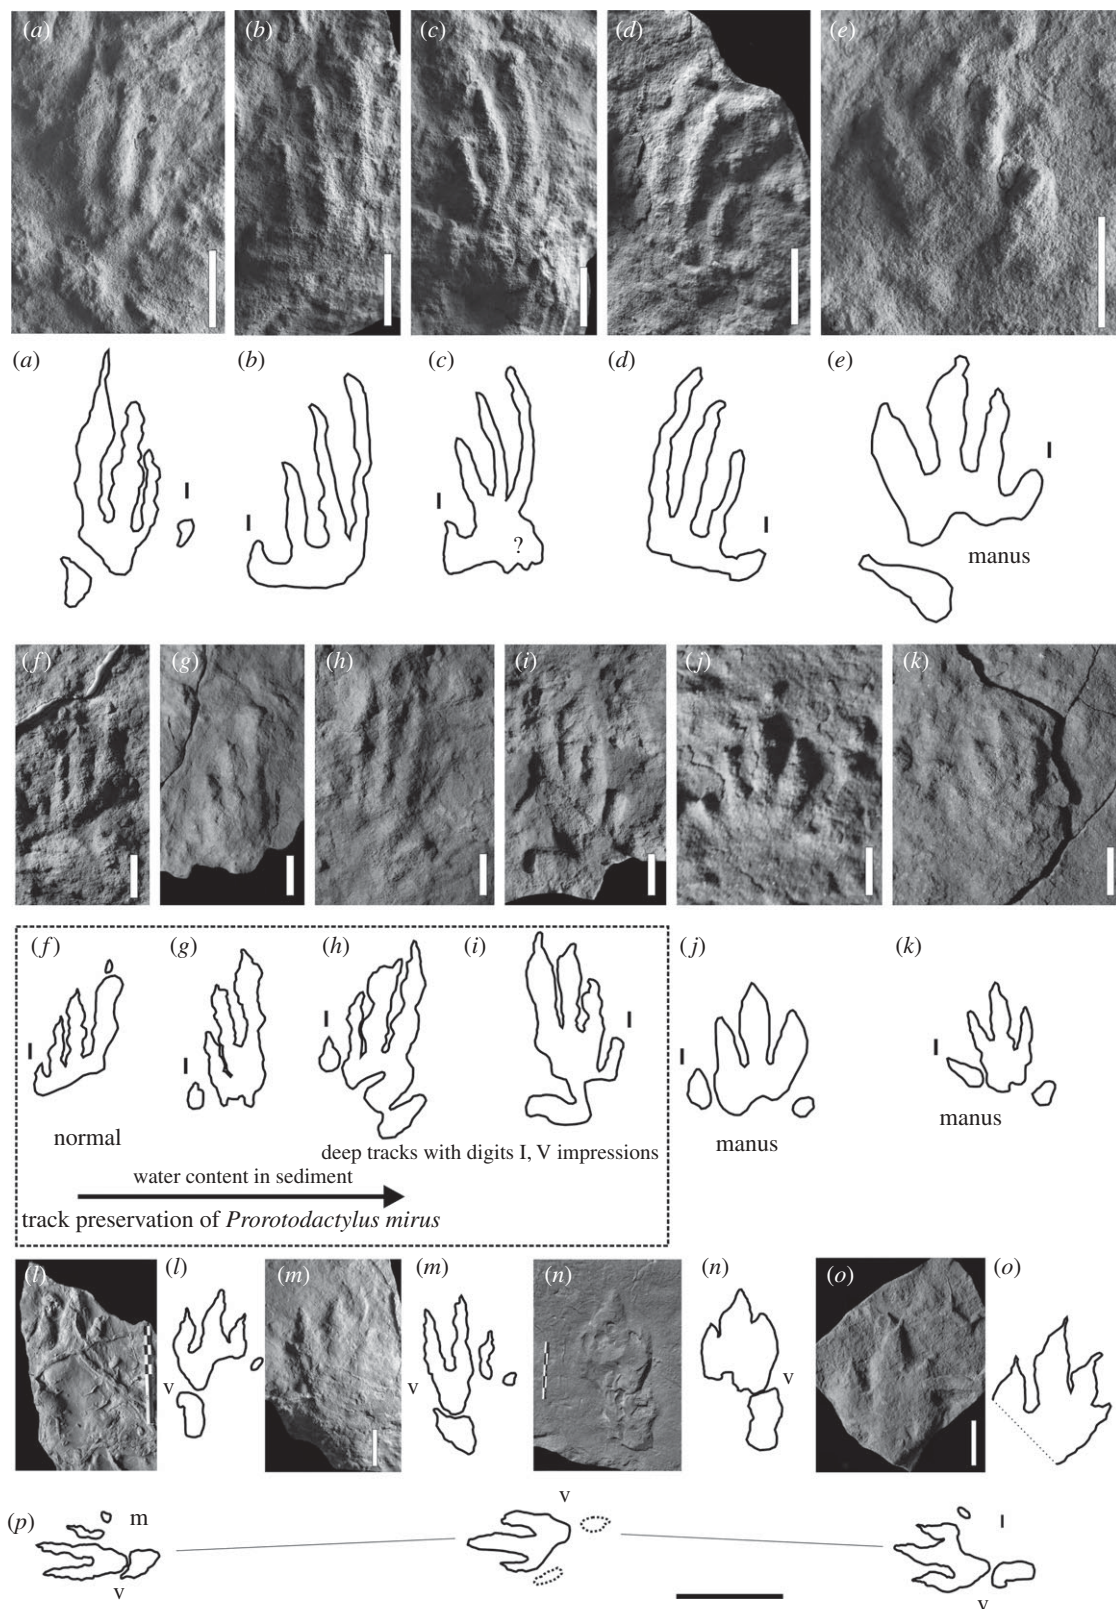 (a) (b) (c) (d) (e)
(a) (b) (c) (d) (e)
I I I I I
?
manus
(f) (g) (h) (i) (j) (k)
(f) (g) (h) (i) (j) (k)
I I I I I I
normal
manus
manus
deep tracks with digits I, V impressions
water content in sediment
track preservation of Prorotodactylus mirus
(l) (l) (m) (m) (n) (n) (o) (o)
v v v
(p) m v l
v v